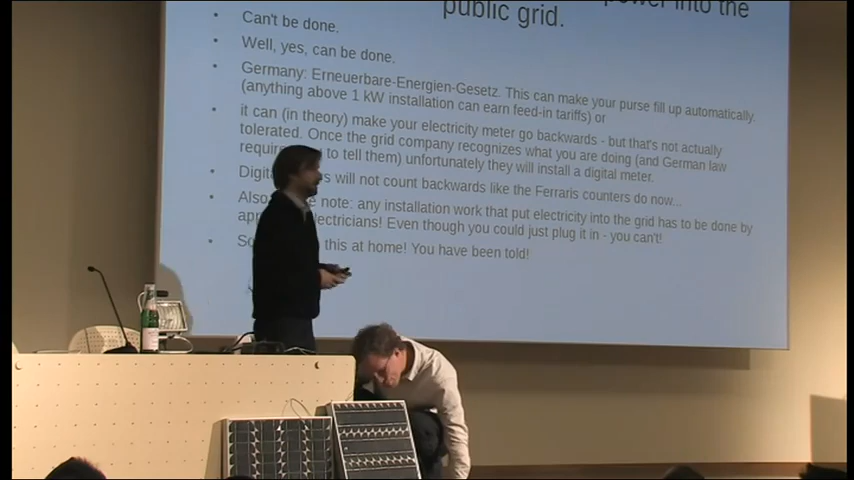 power into the
public grid.
Can't be done.
Well, yes, can be done.
Germany: Erneuerbare-Energien-Gesetz. This can make your purse fill up automatically.
(anything above 1 kW installation can earn feed-in tariffs) or
it can (in theory) make your electricity meter go backwards - but that's not actually
tolerated. Once the grid company recognizes what you are doing (and German law
to tell them) unfortunately they will install a digital meter.
will not count backwards like the Ferraris counters do now...
note: any installation work that put electricity into the grid has to be done by
electricians! Even though you could just plug it in - you can't!
this at home! You have been told!